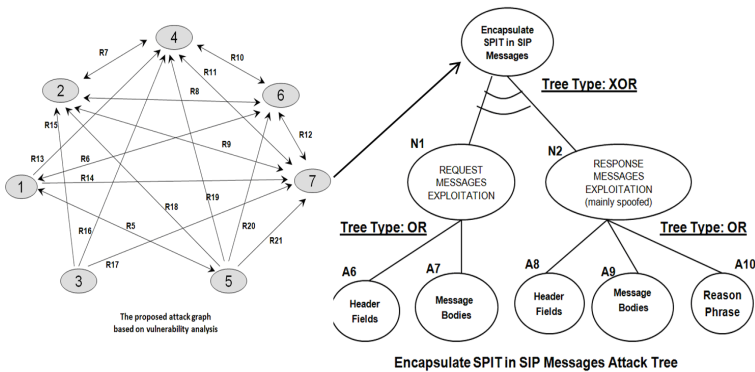 4
R7
R10
R11
2
R8
6
R15
R9
R12
R13
R6
1
R14
7
R18
R19
R5
R20
R16
R21
R17
3
5
The proposed attack graph
based on vulnerability analysis
Encapsulate
SPIT in SIP
Messages
Tree Type: XOR
N1
N2
REQUEST
MESSAGES
EXPLOITATION
RESPONSE
MESSAGES
EXPLOITATION
(mainly spoofed)
Tree Type: OR
Tree Type: OR
A6
A7
A8
A9
A10
Header
Fields
Message
Bodies
Header
Fields
Message
Bodies
Reason
Phrase
Encapsulate SPIT in SIP Messages Attack Tree